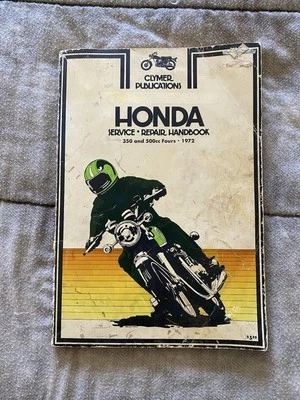 CLYMER
PUBLICATIONS
HONDA
SERVICE • REPAIR HANDBOOK
350 and 500cc Fours • 1972